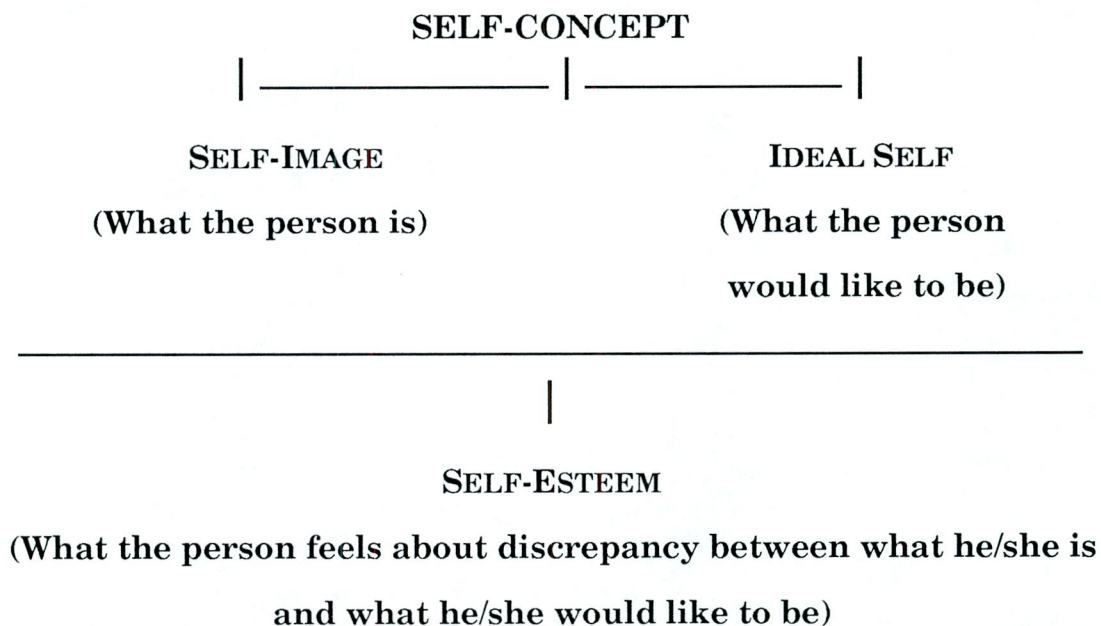 SELF-CONCEPT
SELF-IMAGE
IDEAL SELF
(What the person is)
(What the person
would like to be)
SELF-ESTEEM
(What the person feels about discrepancy between what he/she is
and what he/she would like to be)